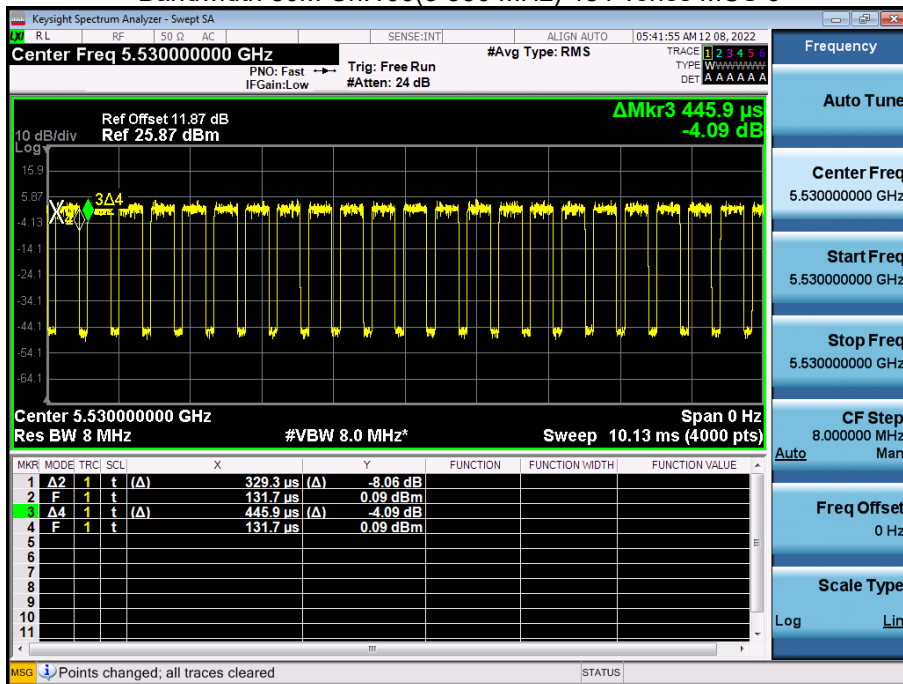 Keysight Spectrum Analyzer - Swept SA
LXI RL RF 50 Ω AC SENSE:INT ALIGN AUTO 05:41:55 AM 12 08, 2022
Center Freq 5.530000000 GHz
#Avg Type: RMS
TRACE 1 2 3 4 5 6
TYPE WWWWWW
DET A A A A A A
PNO: Fast
IFGain:Low
Trig: Free Run
#Atten: 24 dB
ΔMkr3 445.9 µs
-4.09 dB
Ref Offset 11.87 dB
10 dB/div Ref 25.87 dBm
Log
15.9
5.87
-4.13
-14.1
-24.1
-34.1
-44.1
-54.1
-64.1
3Δ4
Center 5.530000000 GHz Span 0 Hz
Res BW 8 MHz #VBW 8.0 MHz* Sweep 10.13 ms (4000 pts)
MKR MODE TRC SCL X Y FUNCTION FUNCTION WIDTH FUNCTION VALUE
1 Δ2 1 t (Δ) 329.3 µs (Δ) -8.06 dB
2 F 1 t 131.7 µs 0.09 dBm
3 Δ4 1 t (Δ) 445.9 µs (Δ) -4.09 dB
4 F 1 t 131.7 µs 0.09 dBm
5
6
7
8
9
10
11
MSG Points changed; all traces cleared STATUS
Frequency
Auto Tune
Center Freq
5.530000000 GHz
Start Freq
5.530000000 GHz
Stop Freq
5.530000000 GHz
CF Step
8.000000 MHz
Auto Man
Freq Offset
0 Hz
Scale Type
Log Lin